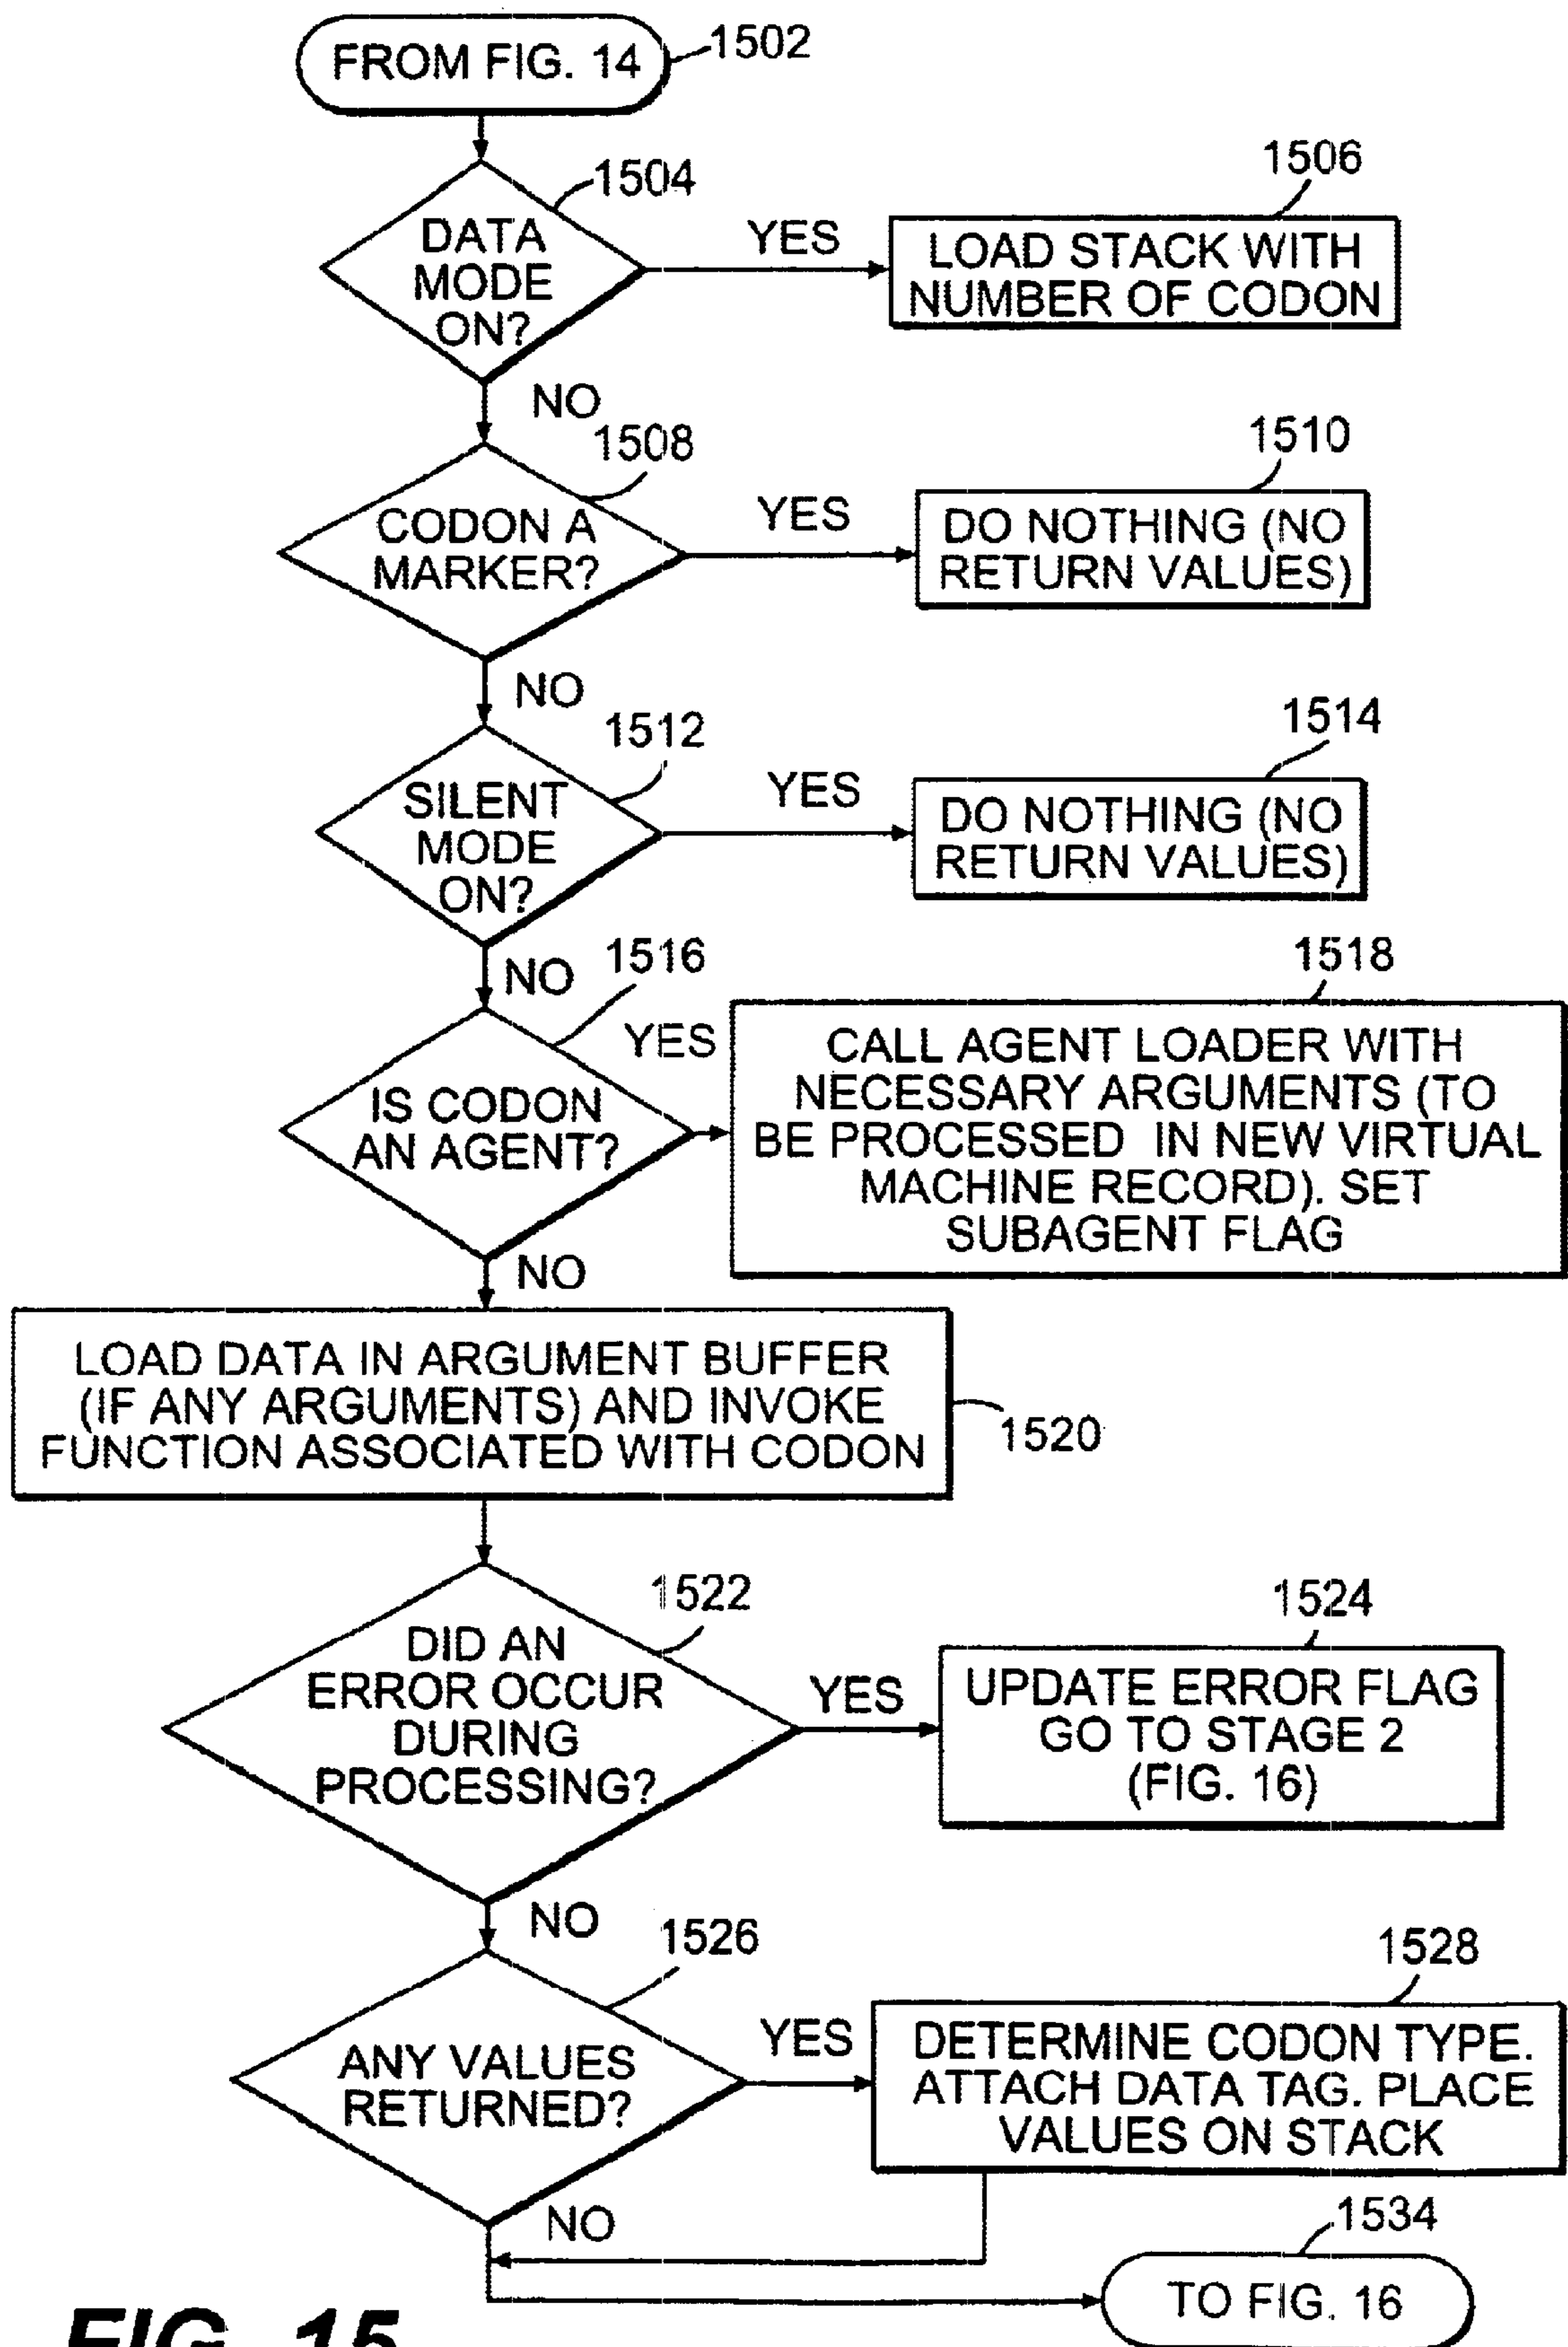 FROM FIG. 14
1502
1504
DATA
MODE
ON?
YES
1506
LOAD STACK WITH
NUMBER OF CODON
NO
1508
CODON A
MARKER?
YES
1510
DO NOTHING (NO
RETURN VALUES)
NO
1512
SILENT
MODE
ON?
YES
1514
DO NOTHING (NO
RETURN VALUES)
NO
1516
IS CODON
AN AGENT?
YES
1518
CALL AGENT LOADER WITH
NECESSARY ARGUMENTS (TO
BE PROCESSED IN NEW VIRTUAL
MACHINE RECORD). SET
SUBAGENT FLAG
NO
LOAD DATA IN ARGUMENT BUFFER
(IF ANY ARGUMENTS) AND INVOKE
FUNCTION ASSOCIATED WITH CODON
1520
1522
DID AN
ERROR OCCUR
DURING
PROCESSING?
YES
1524
UPDATE ERROR FLAG
GO TO STAGE 2
(FIG. 16)
NO
1526
ANY VALUES
RETURNED?
YES
1528
DETERMINE CODON TYPE.
ATTACH DATA TAG. PLACE
VALUES ON STACK
NO
1534
TO FIG. 16
FIG. 15